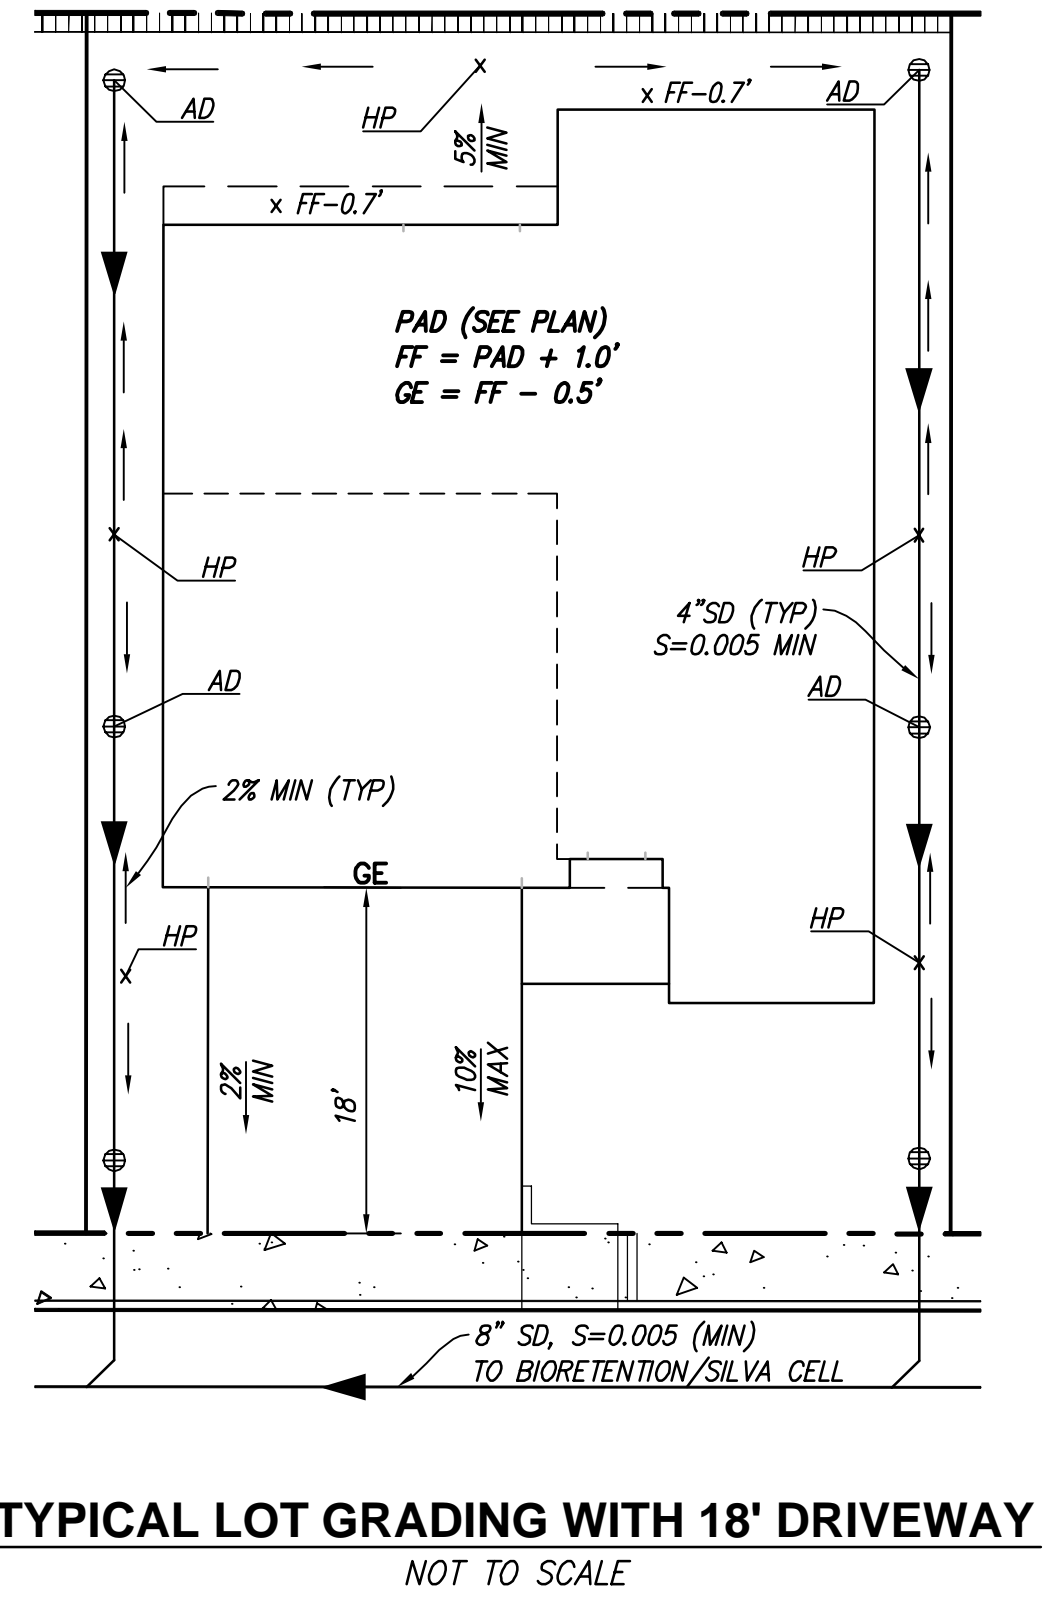 x FF-0.7'
AD
AD
HP
5%
MIN
x FF-0.7'
PAD (SEE PLAN)
FF = PAD + 1.0'
GE = FF - 0.5'
HP
HP
4"SD (TYP)
S=0.005 MIN
AD
AD
2% MIN (TYP)
GE
HP
HP
2%
MIN
18'
10%
MAX
8" SD, S=0.005 (MIN)
TO BIORETENTION/SILVA CELL
TYPICAL LOT GRADING WITH 18' DRIVEWAY
NOT TO SCALE